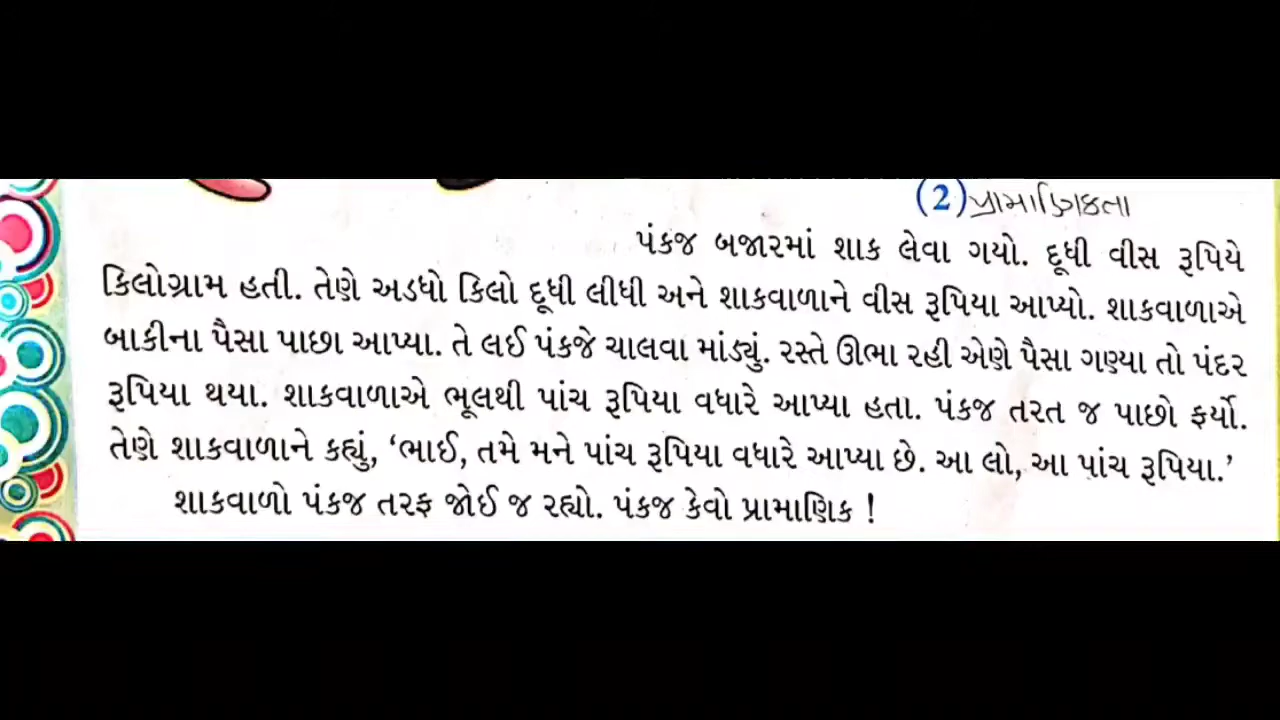 (2) પ્રામાણિકતા
પંકજ બજારમાં શાક લેવા ગયો. દૂધી વીસ રૂપિયે
કિલોગ્રામ હતી. તેણે અડધો કિલો દૂધી લીધી અને શાકવાળાને વીસ રૂપિયા આપ્યો. શાકવાળાએ
બાકીના પૈસા પાછા આપ્યા. તે લઈ પંકજે ચાલવા માંડ્યું. રસ્તે ઊભા રહી એણે પૈસા ગણ્યા તો પંદર
રૂપિયા થયા. શાકવાળાએ ભૂલથી પાંચ રૂપિયા વધારે આપ્યા હતા. પંકજ તરત જ પાછો ફર્યો.
તેણે શાકવાળાને કહ્યું, ‘ભાઈ, તમે મને પાંચ રૂપિયા વધારે આપ્યા છે. આ લો, આ પાંચ રૂપિયા.’
શાકવાળો પંકજ તરફ જોઈ જ રહ્યો. પંકજ કેવો પ્રામાણિક !